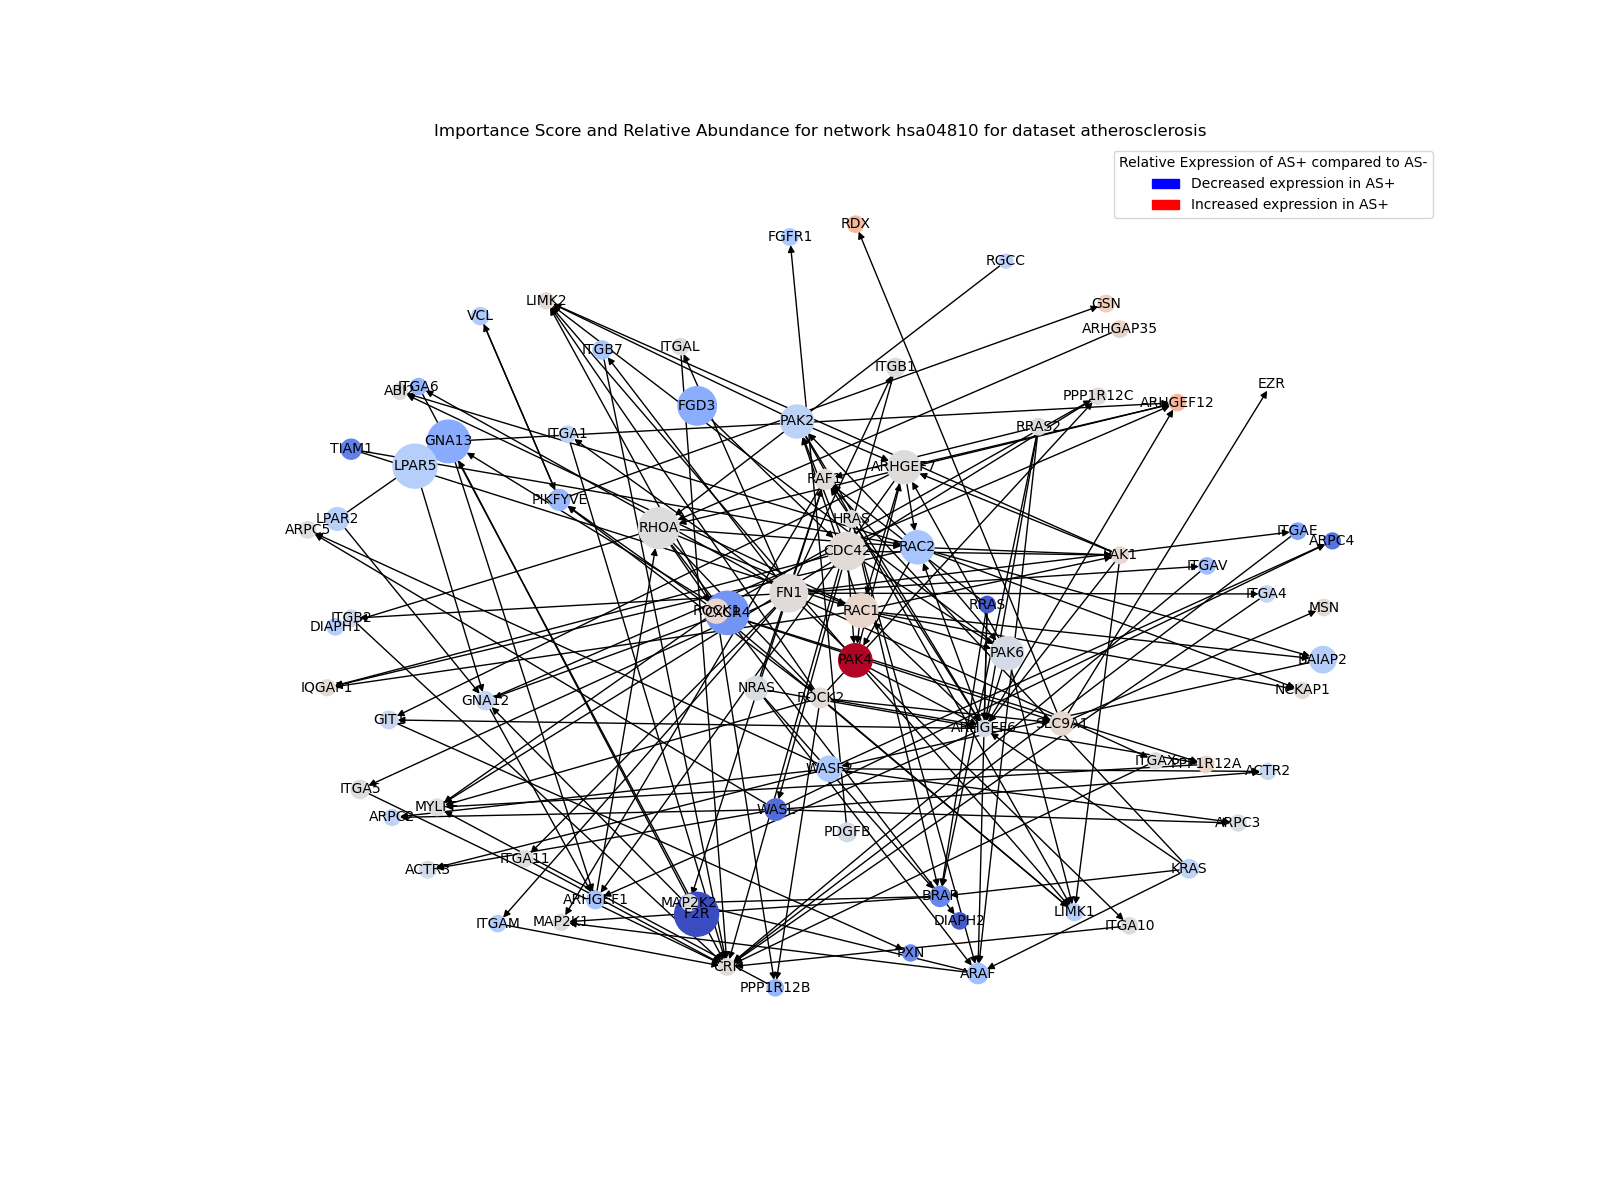 Importance Score and Relative Abundance for network hsa04810 for dataset atherosclerosis
Relative Expression of AS+ compared to AS-
Decreased expression in AS+
Increased expression in AS+
RDX
FGFR1
RGCC
LIMK2
GSN
VCL
ARHGAP35
ITGB7
ITGAL
ITGB1
EZR
ITGA6
ABI2
PPP1R12C
ARHGEF12
FGD3
PAK2
RRAS2
ITGA1
GNA13
TIAM1
LPAR5
ARHGEF7
RAF1
PIKFYVE
LPAR2
ARPC5
RHOA
HRAS
ITGAE
ARPC4
CDC42
RAC2
PAK1
ITGAV
FN1
ITGA4
RRAS
MSN
ROCK1
CXCR4
RAC1
ITGB2
DIAPH1
PAK6
BAIAP2
PAK4
IQGAP1
NRAS
NCKAP1
ROCK2
GNA12
GIT1
ARHGEF6
SLC9A1
ITGAX
PPP1R12A
WASF2
ACTR2
ITGA5
MYLK
WASL
ARPC2
PDGFB
ARPC3
ITGA11
ACTR3
KRAS
BRAF
ARHGEF1
MAP2K2
F2R
LIMK1
DIAPH2
MAP2K1
ITGAM
ITGA10
PXN
CRK
ARAF
PPP1R12B